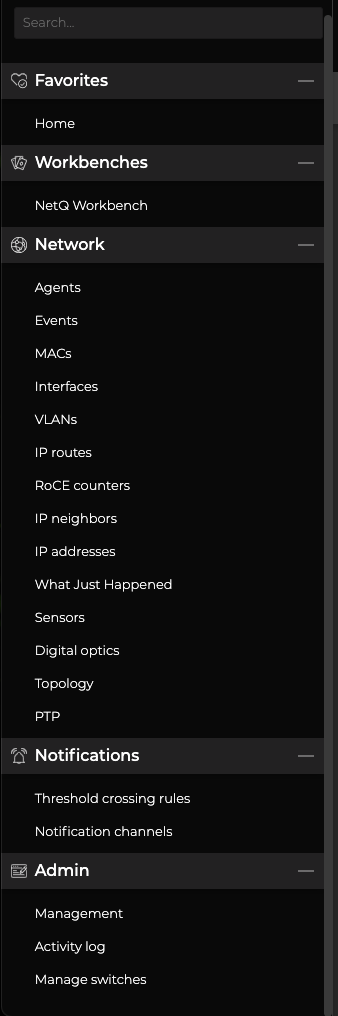 Search...
Favorites
Home
Workbenches
NetQ Workbench
Network
Agents
Events
MACs
Interfaces
VLANs
IP routes
RoCE counters
IP neighbors
IP addresses
What Just Happened
Sensors
Digital optics
Topology
PTP
Notifications
Threshold crossing rules
Notification channels
Admin
Management
Activity log
Manage switches